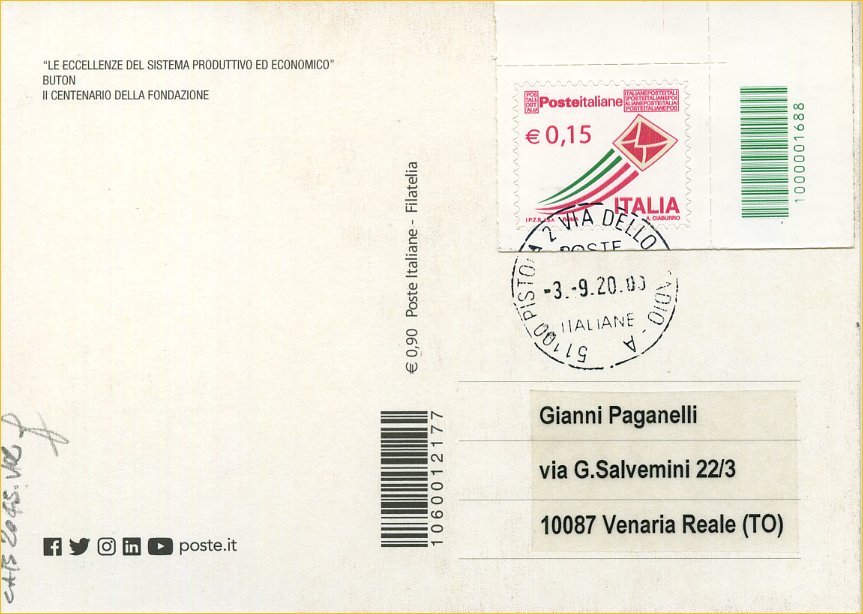 “LE ECCELLENZE DEL SISTEMA PRODUTTIVO ED ECONOMICO”
BUTON
II CENTENARIO DELLA FONDAZIONE
Posteitaliane
€ 0,15
ITALIA
A. CIABURRO
1000001688
51100 PISTOIA 2 VIA DELLO
POSTE
-3.-9.20.00
ITALIANE
A
€ 0,90 Poste Italiane - Filatelia
10600012177
Gianni Paganelli
via G.Salvemini 22/3
10087 Venaria Reale (TO)
poste.it